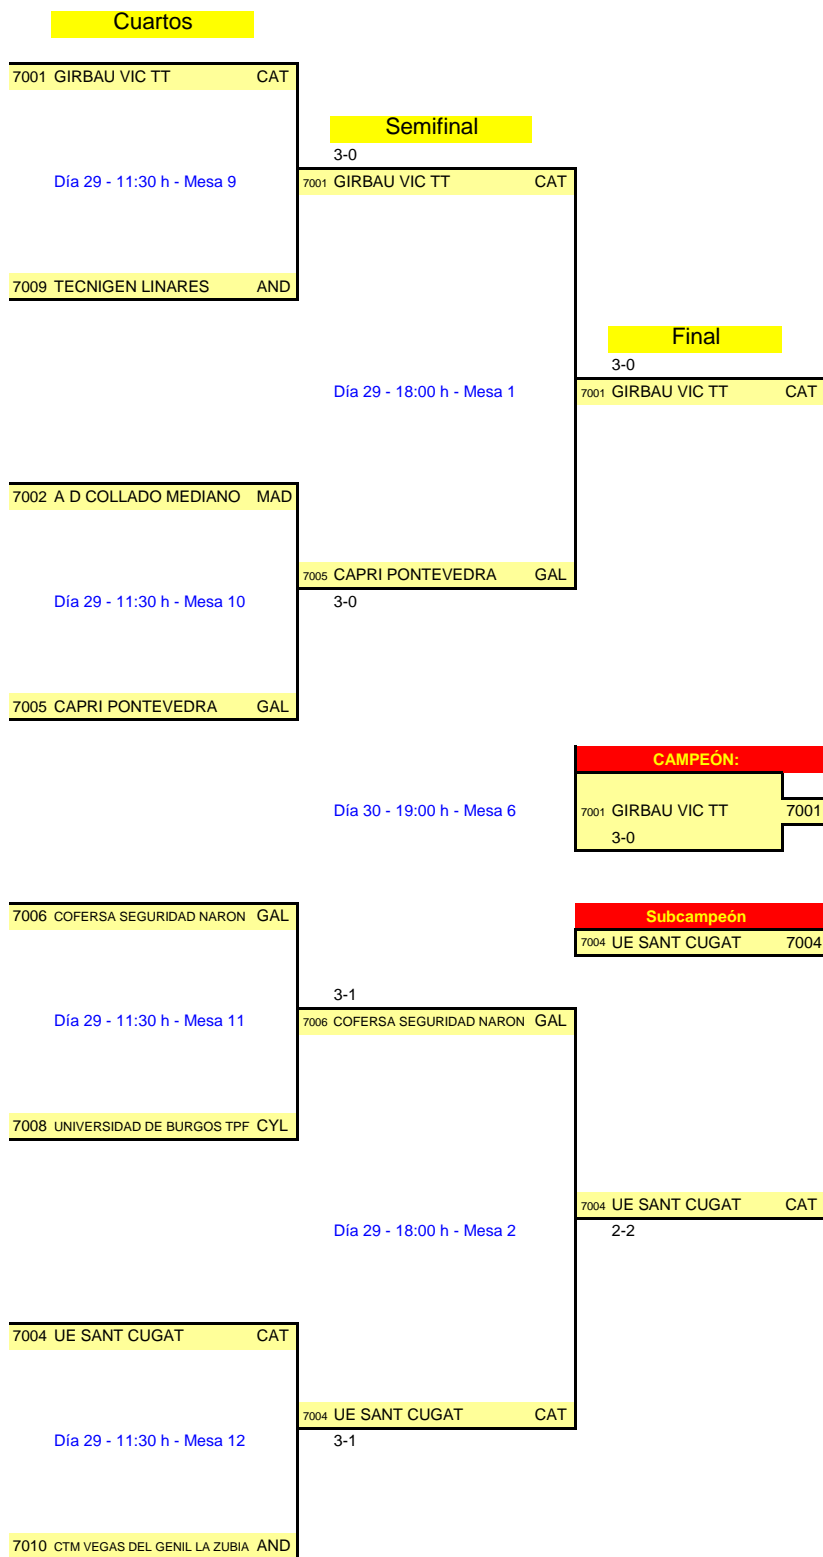 Cuartos
7001 GIRBAU VIC TT CAT
Semifinal
3-0
Día 29 - 11:30 h - Mesa 9
7001 GIRBAU VIC TT CAT
7009 TECNIGEN LINARES AND
Final
3-0
Día 29 - 18:00 h - Mesa 1
7001 GIRBAU VIC TT CAT
7002 A D COLLADO MEDIANO MAD
7005 CAPRI PONTEVEDRA GAL
Día 29 - 11:30 h - Mesa 10
3-0
7005 CAPRI PONTEVEDRA GAL
CAMPEÓN:
Día 30 - 19:00 h - Mesa 6
7001 GIRBAU VIC TT 7001
3-0
7006 COFERSA SEGURIDAD NARON GAL
Subcampeón
7004 UE SANT CUGAT 7004
3-1
Día 29 - 11:30 h - Mesa 11
7006 COFERSA SEGURIDAD NARON GAL
7008 UNIVERSIDAD DE BURGOS TPF CYL
7004 UE SANT CUGAT CAT
Día 29 - 18:00 h - Mesa 2
2-2
7004 UE SANT CUGAT CAT
7004 UE SANT CUGAT CAT
Día 29 - 11:30 h - Mesa 12
3-1
7010 CTM VEGAS DEL GENIL LA ZUBIA AND